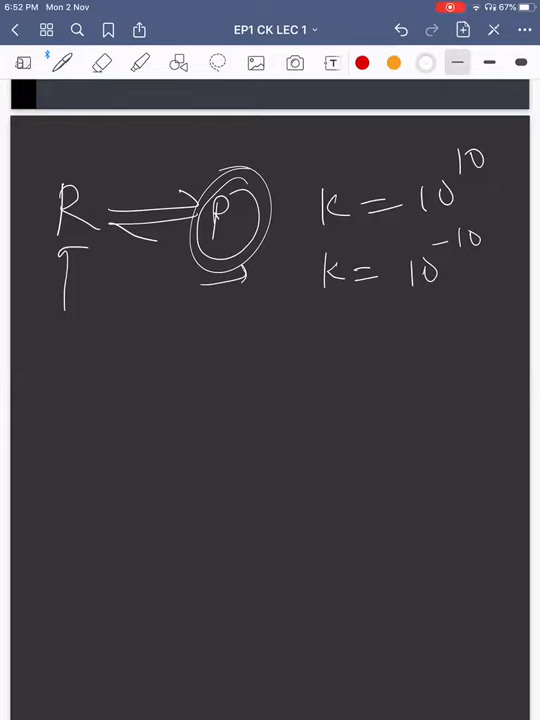 6:52 PM Mon 2 Nov 67%
EP1 CK LEC 1
T
R ⇌ P K = 10^10
K = 10^-10